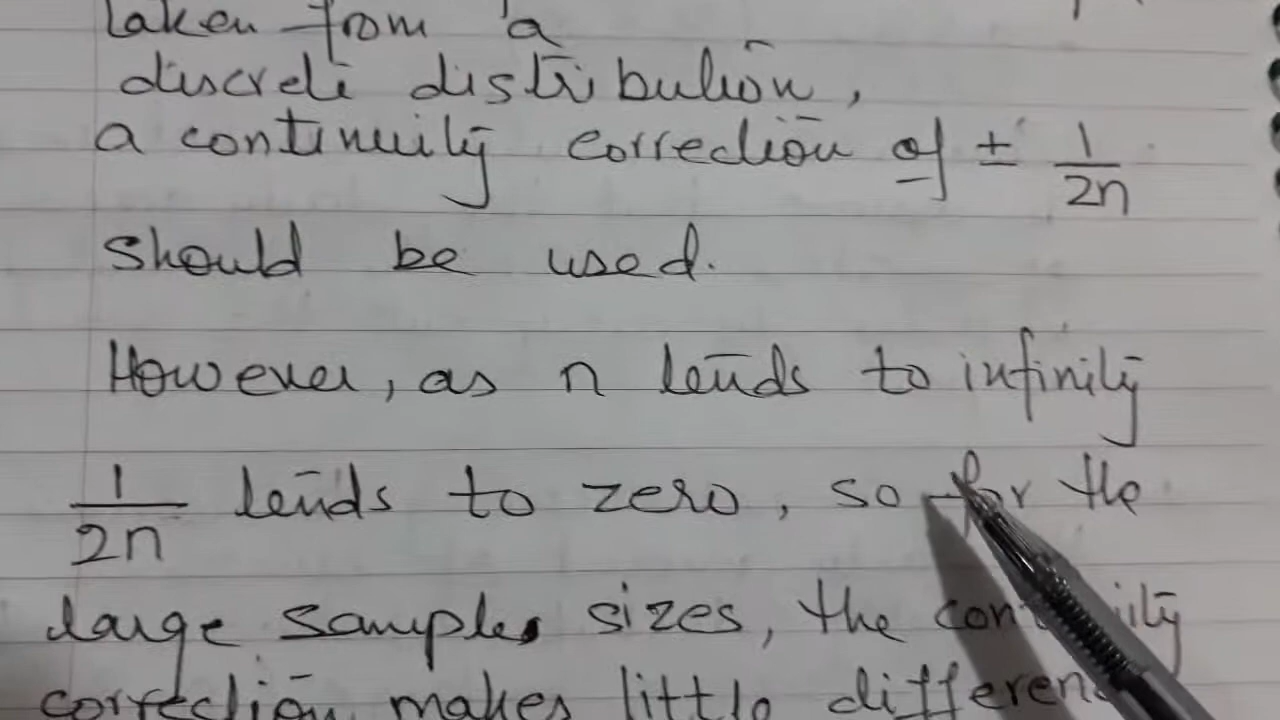 taken from a
discrete distribution,
a continuity correction of ± 1/2n
should be used.
However, as n tends to infinity
1/2n tends to zero, so for the
large samples sizes, the continuity
correction makes little differen